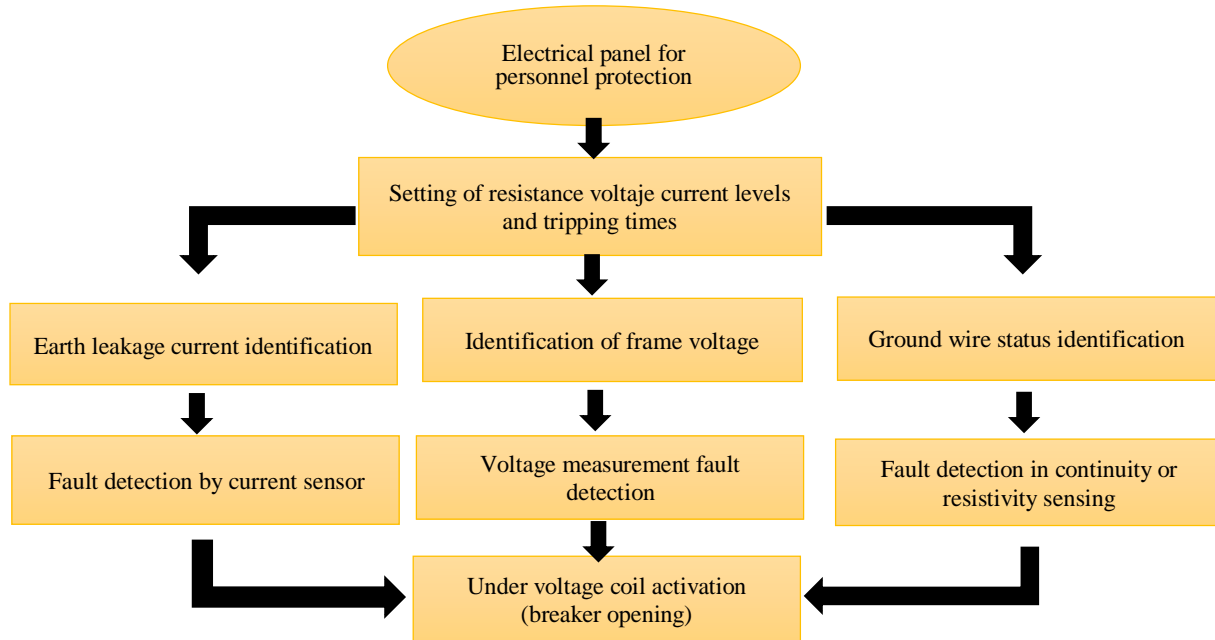 Electrical panel for
personnel protection
Setting of resistance voltaje current levels
and tripping times
Earth leakage current identification
Identification of frame voltage
Ground wire status identification
Fault detection by current sensor
Voltage measurement fault
detection
Fault detection in continuity or
resistivity sensing
Under voltage coil activation
(breaker opening)